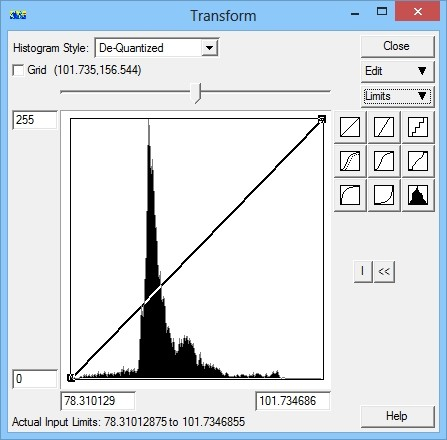 Transform
Histogram Style: De-Quantized
Close
Grid (101.735,156.544)
Edit
Limits
255
I <<
0
78.310129 101.734686
Actual Input Limits: 78.31012875 to 101.7346855
Help